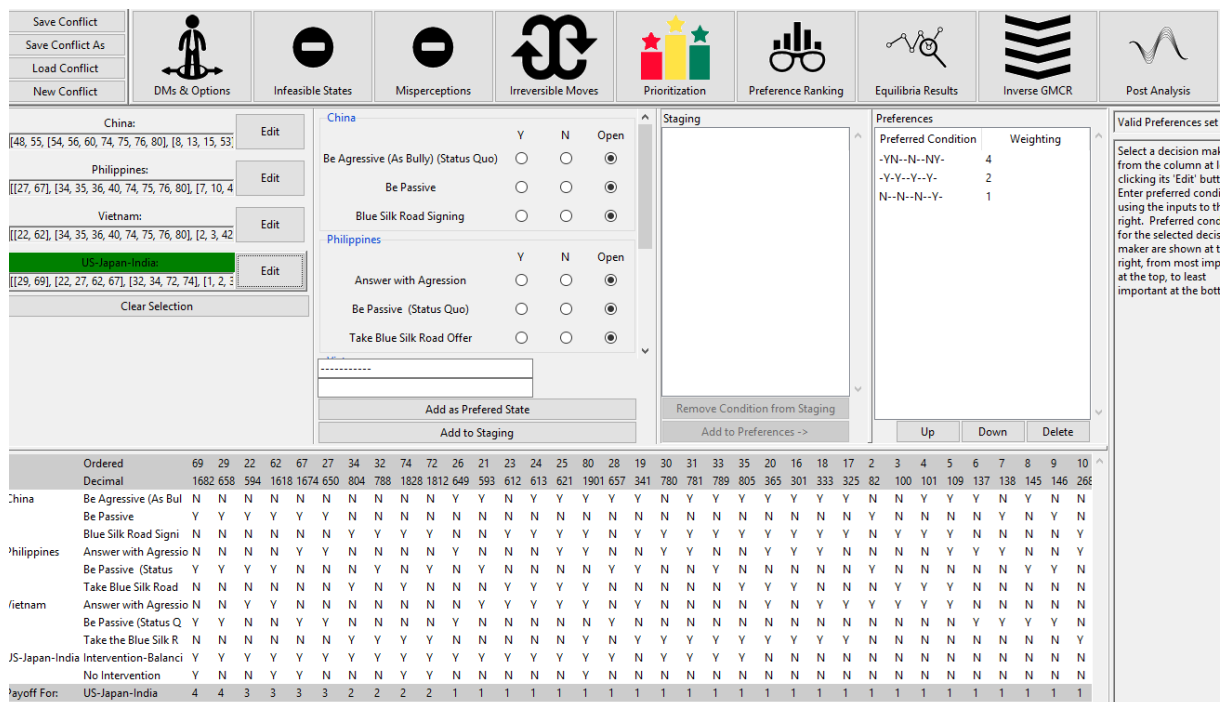 Save Conflict
Save Conflict As
Load Conflict
New Conflict
DMs & Options
Infeasible States
Misperceptions
Irreversible Moves
Prioritization
Preference Ranking
Equilibria Results
Inverse GMCR
Post Analysis
China:
[48, 55, [54, 56, 60, 74, 75, 76, 80], [8, 13, 15, 53
Edit
Philippines:
[[27, 67], [34, 35, 36, 40, 74, 75, 76, 80], [7, 10, 4
Edit
Vietnam:
[[22, 62], [34, 35, 36, 40, 74, 75, 76, 80], [2, 3, 42
Edit
US-Japan-India:
[[29, 69], [22, 27, 62, 67], [32, 34, 72, 74], [1, 2, 3
Edit
Clear Selection
China
Y N Open
Be Agressive (As Bully) (Status Quo)
Be Passive
Blue Silk Road Signing
Philippines
Y N Open
Answer with Agression
Be Passive (Status Quo)
Take Blue Silk Road Offer
-----------
Add as Prefered State
Add to Staging
Staging
Remove Condition from Staging
Add to Preferences ->
Preferences
Preferred Condition Weighting
-YN--N--NY- 4
-Y-Y--Y--Y- 2
N--N--N--Y- 1
Up Down Delete
Valid Preferences set
Select a decision mak
from the column at l
clicking its 'Edit' butt
Enter preferred condi
using the inputs to th
right. Preferred cond
for the selected decis
maker are shown at t
right, from most imp
at the top, to least
important at the bott
Ordered 69 29 22 62 67 27 34 32 74 72 26 21 23 24 25 80 28 19 30 31 33 35 20 16 18 17 2 3 4 5 6 7 8 9 10
Decimal 1682 658 594 1618 1674 650 804 788 1828 1812 649 593 612 613 621 1901 657 341 780 781 789 805 365 301 333 325 82 100 101 109 137 138 145 146 268
China Be Agressive (As Bul N N N N N N N N N N Y Y N Y Y Y Y Y N Y Y Y Y Y Y Y N N Y Y Y N Y N N
Be Passive Y Y Y Y Y Y N N N N N N N N N N N N N N N N N N N N Y N N N N Y N Y N
Blue Silk Road Signi N N N N N N Y Y Y Y N N Y Y Y Y N Y Y Y Y Y Y Y Y Y N Y Y Y N N N N Y
Philippines Answer with Agressio N N N N Y Y N N N N Y N N N Y Y N N Y Y N N Y Y Y N N N N Y Y Y N N Y
Be Passive (Status Y Y Y Y N N N Y N Y N Y N N N N Y Y N N Y N N N N N Y N N N N N Y Y N
Take Blue Silk Road N N N N N N Y N Y N N N Y Y Y Y N N N N N Y Y Y N N N Y Y Y N N N N N
Vietnam Answer with Agressio N N Y Y N N N N N N N Y Y Y Y Y N Y N N N N Y N Y Y Y Y Y Y N N N N N
Be Passive (Status Q Y Y N N Y Y N N N N Y N N N N N Y N N N N N N N N N N N N N Y Y Y Y N
Take the Blue Silk R N N N N N N Y Y Y Y N N N N N Y N Y Y Y Y Y Y Y Y Y N N N N N N N N Y
US-Japan-India Intervention-Balanci Y Y Y Y Y Y Y Y Y Y Y Y Y Y Y Y Y N Y Y Y Y N N N N N N N N N N N N N
No Intervention Y N N Y Y N N N Y Y N N N N N Y N N N N N N N N N N N N N N N N N N N
Payoff For: US-Japan-India 4 4 3 3 3 3 2 2 2 2 1 1 1 1 1 1 1 1 1 1 1 1 1 1 1 1 1 1 1 1 1 1 1 1 1